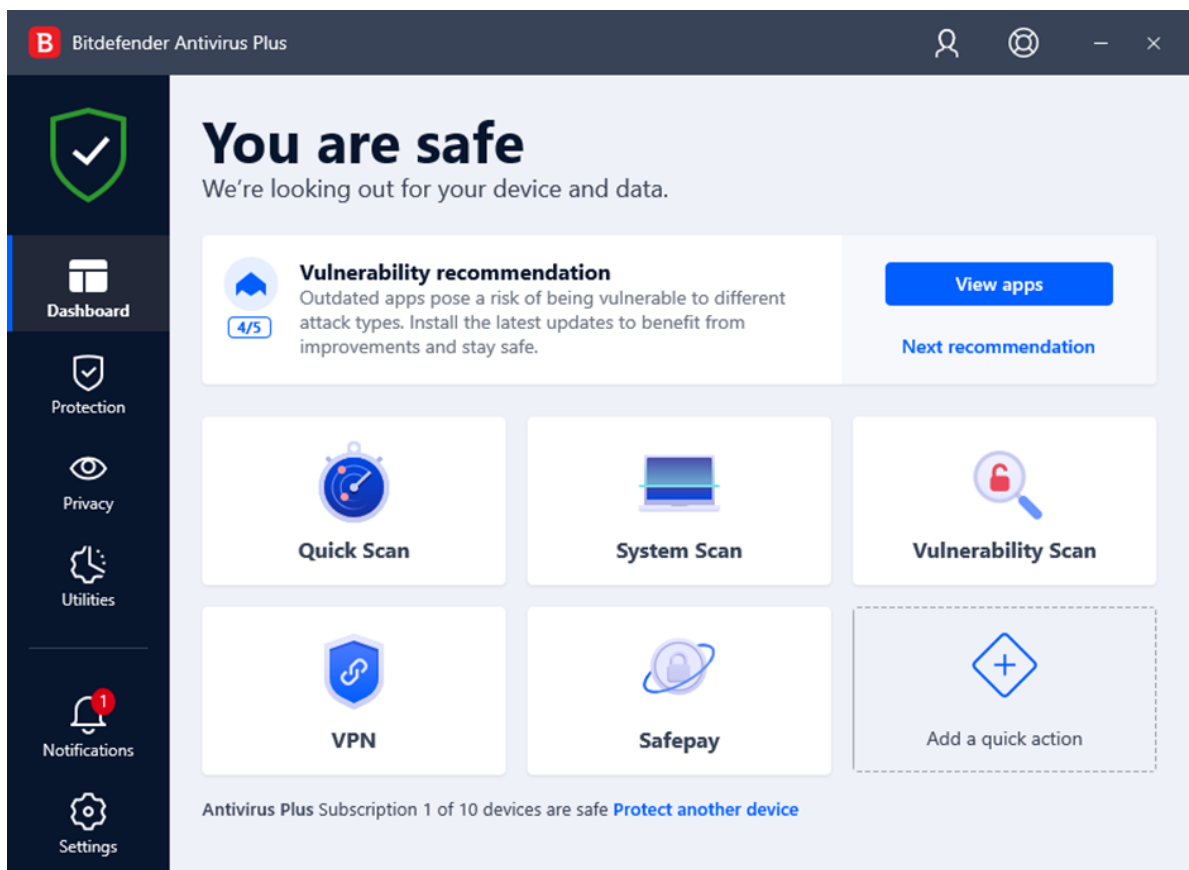 B Bitdefender Antivirus Plus
You are safe
We're looking out for your device and data.
Dashboard
Protection
Privacy
Utilities
1
Notifications
Settings
4/5
Vulnerability recommendation
Outdated apps pose a risk of being vulnerable to different
attack types. Install the latest updates to benefit from
improvements and stay safe.
View apps
Next recommendation
Quick Scan
System Scan
Vulnerability Scan
VPN
Safepay
Add a quick action
Antivirus Plus Subscription 1 of 10 devices are safe Protect another device